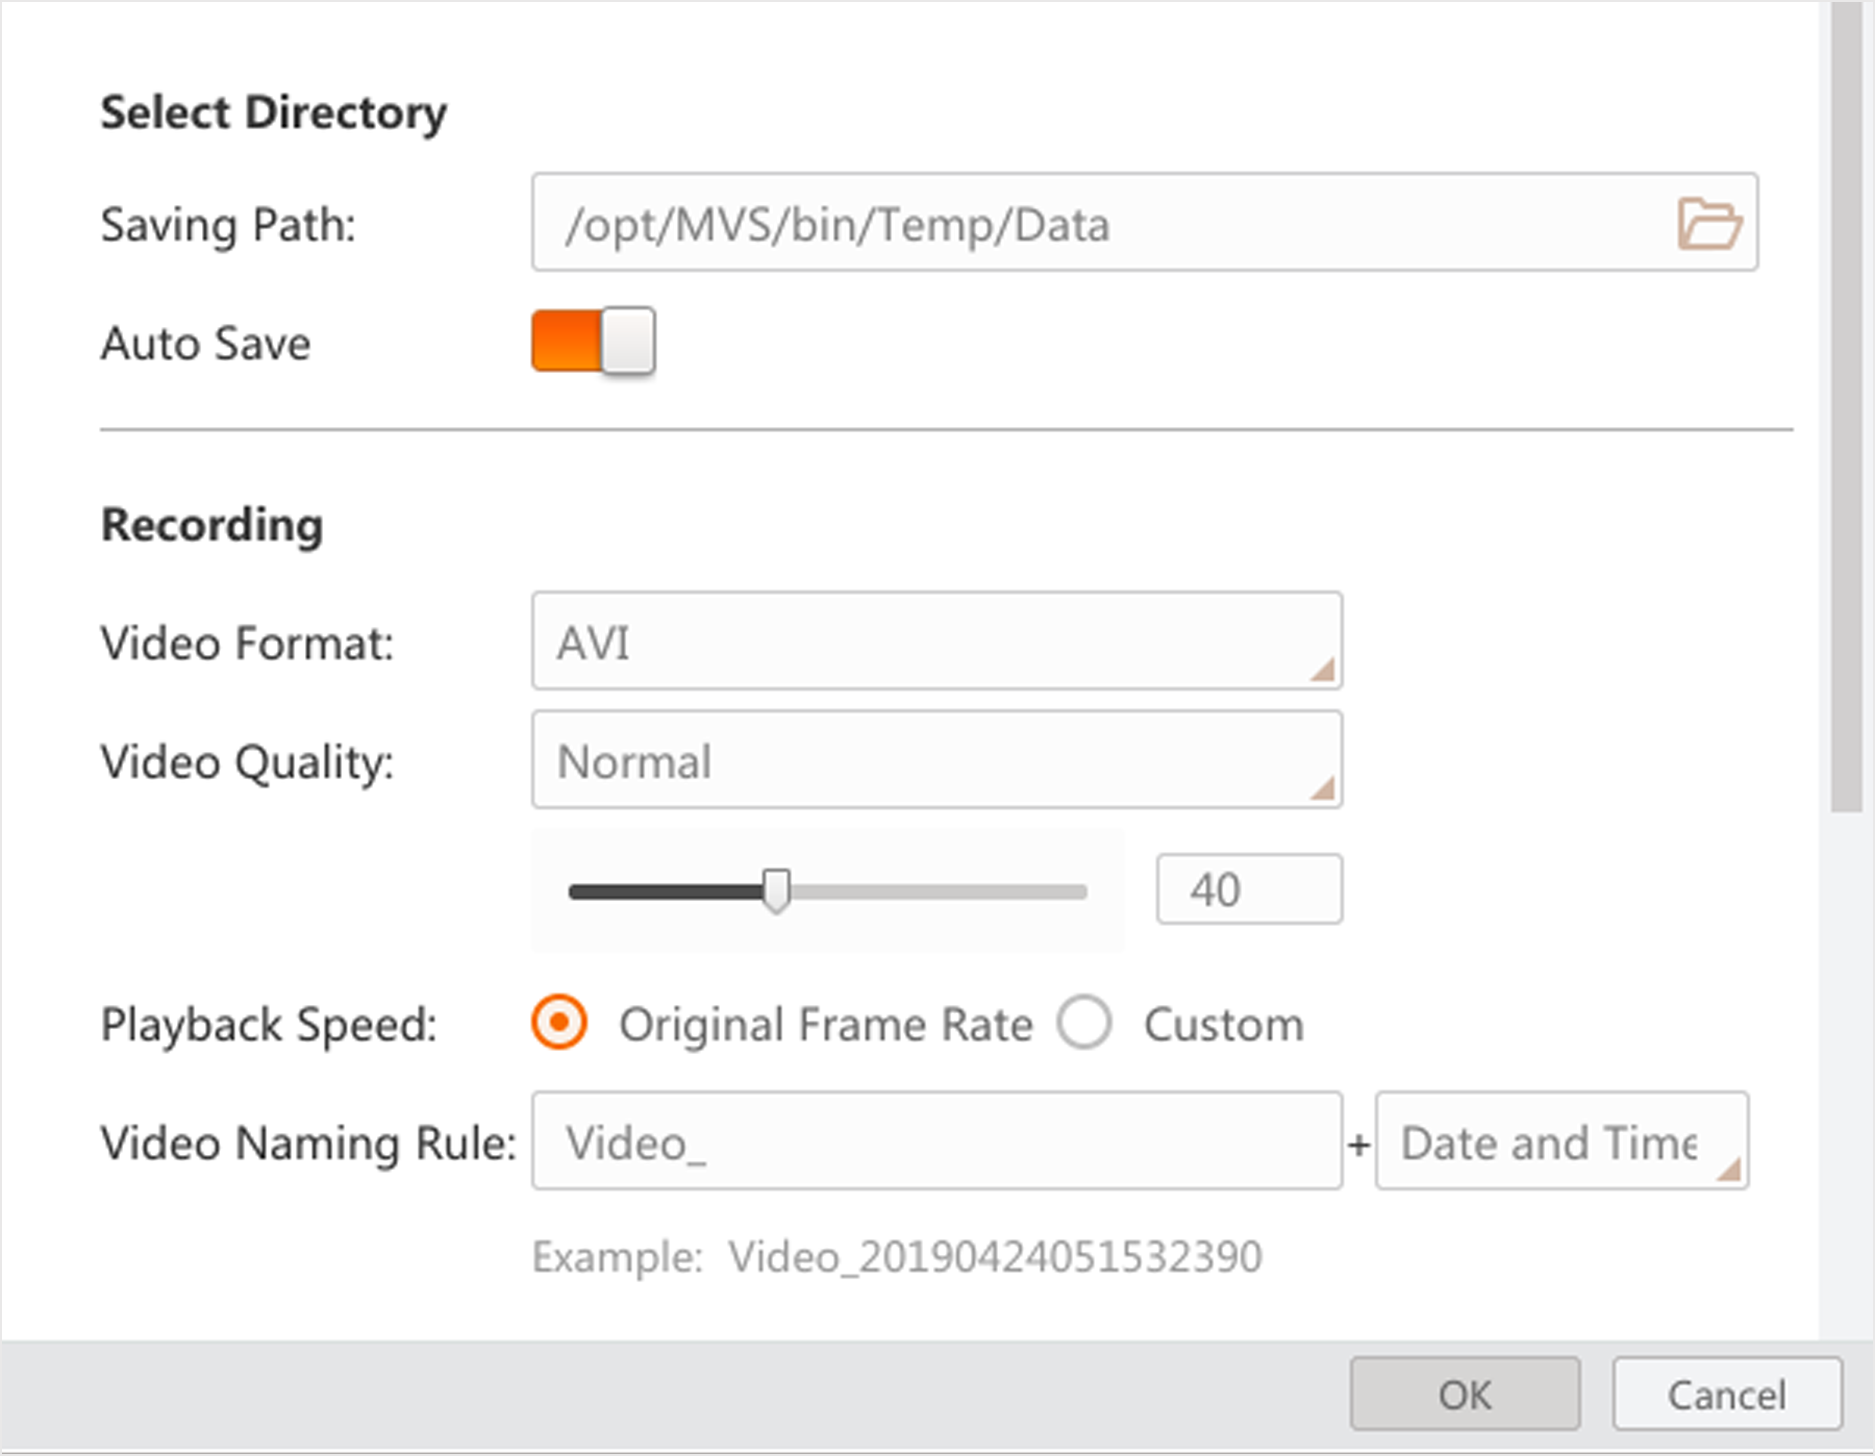 Select Directory
Saving Path: /opt/MVS/bin/Temp/Data
Auto Save
Recording
Video Format: AVI
Video Quality: Normal
40
Playback Speed: Original Frame Rate Custom
Video Naming Rule: Video_ + Date and Time
Example: Video_20190424051532390
OK Cancel